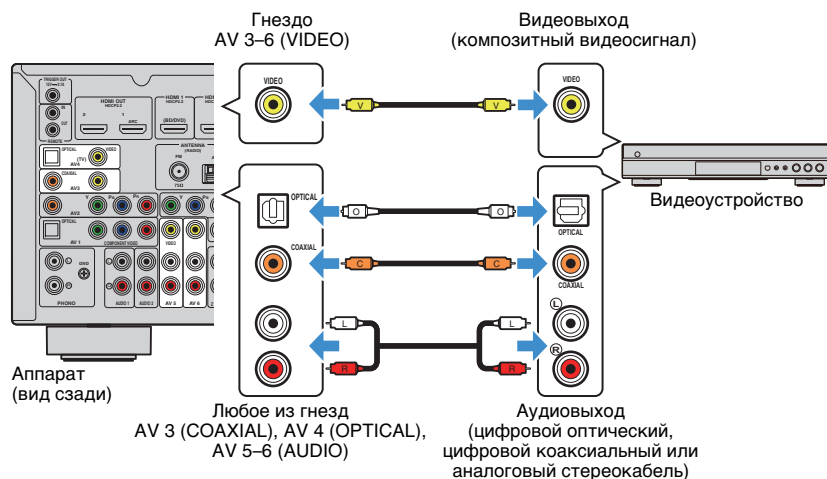 Гнездо
AV 3–6 (VIDEO)
Видеовыход
(композитный видеосигнал)
TRIGGER OUT
IN
OUT
REMOTE
HDMI OUT
HDCP2.2
2
1
ARC
HDMI 1
HDCP2.2
(BD/DVD)
ANTENNA
(RADIO)
FM
75Ω
OPTICAL
(TV)
VIDEO
AV4
COAXIAL
AV3
AV2
OPTICAL
AV 1
COMPONENT VIDEO
VIDEO
PHONO
GND
L
R
AUDIO 1
AUDIO 2
AV 5
AV 6
VIDEO
V
V
VIDEO
OPTICAL
O
O
OPTICAL
COAXIAL
C
C
COAXIAL
L
L
L
R
R
R
Видеоустройство
Аппарат
(вид сзади)
Любое из гнезд
AV 3 (COAXIAL), AV 4 (OPTICAL),
AV 5–6 (AUDIO)
Аудиовыход
(цифровой оптический,
цифровой коаксиальный или
аналоговый стереокабель)